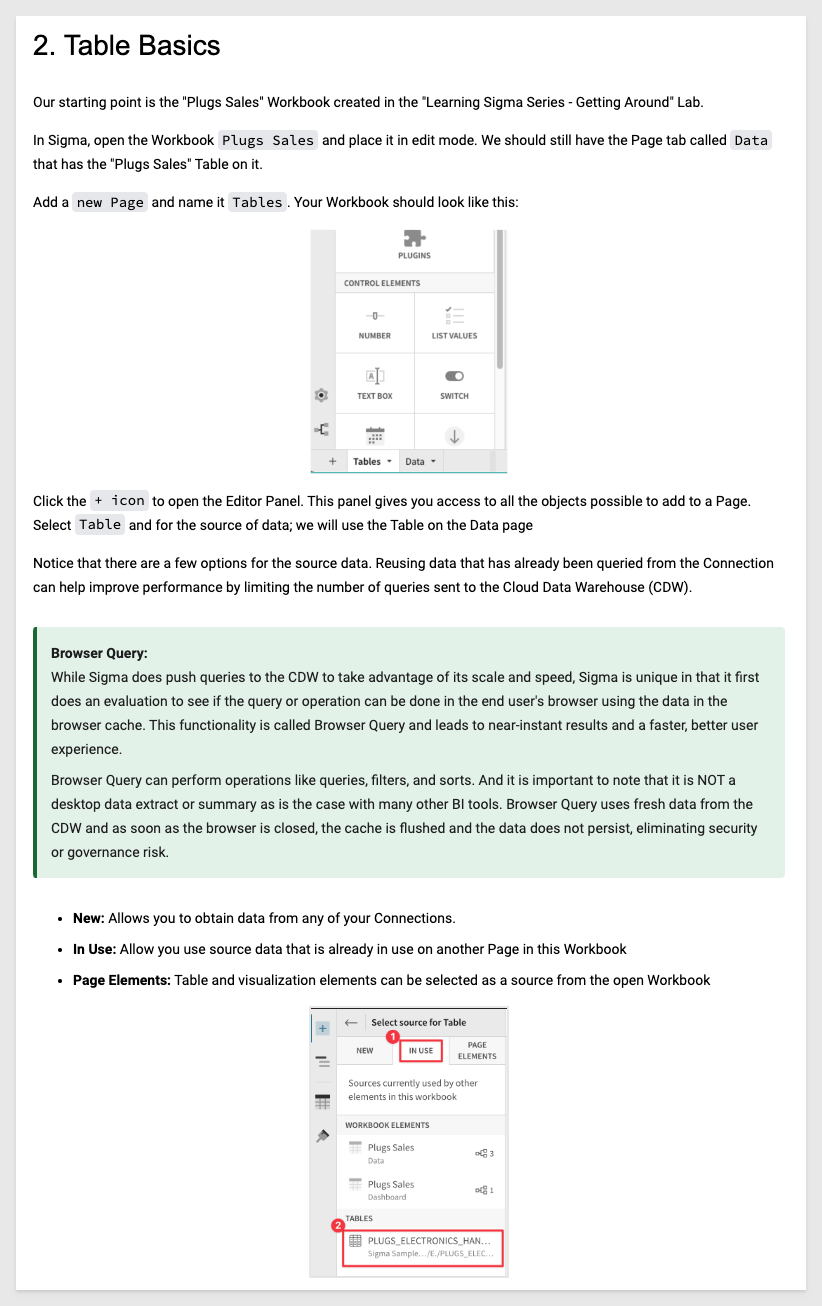 2. Table Basics
Our starting point is the "Plugs Sales" Workbook created in the "Learning Sigma Series - Getting Around" Lab.
In Sigma, open the Workbook Plugs Sales and place it in edit mode. We should still have the Page tab called Data
that has the "Plugs Sales" Table on it.
Add a new Page and name it Tables. Your Workbook should look like this:
PLUGINS
CONTROL ELEMENTS
NUMBER LIST VALUES
TEXT BOX SWITCH
+ Tables Data
Click the + icon to open the Editor Panel. This panel gives you access to all the objects possible to add to a Page.
Select Table and for the source of data; we will use the Table on the Data page
Notice that there are a few options for the source data. Reusing data that has already been queried from the Connection
can help improve performance by limiting the number of queries sent to the Cloud Data Warehouse (CDW).
Browser Query:
While Sigma does push queries to the CDW to take advantage of its scale and speed, Sigma is unique in that it first
does an evaluation to see if the query or operation can be done in the end user's browser using the data in the
browser cache. This functionality is called Browser Query and leads to near-instant results and a faster, better user
experience.
Browser Query can perform operations like queries, filters, and sorts. And it is important to note that it is NOT a
desktop data extract or summary as is the case with many other BI tools. Browser Query uses fresh data from the
CDW and as soon as the browser is closed, the cache is flushed and the data does not persist, eliminating security
or governance risk.
• New: Allows you to obtain data from any of your Connections.
• In Use: Allow you use source data that is already in use on another Page in this Workbook
• Page Elements: Table and visualization elements can be selected as a source from the open Workbook
Select source for Table
1
NEW IN USE PAGE
ELEMENTS
Sources currently used by other
elements in this workbook
WORKBOOK ELEMENTS
Plugs Sales
Data 3
Plugs Sales
Dashboard 1
TABLES
2
PLUGS_ELECTRONICS_HAN...
Sigma Sample.../E./PLUGS_ELEC...